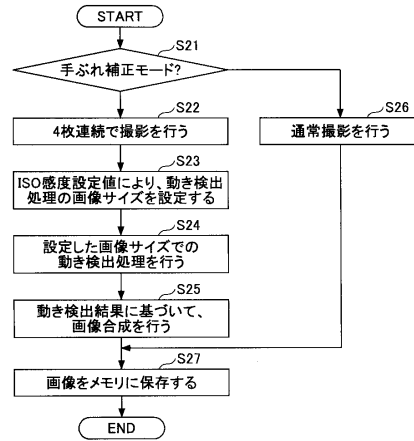 START
S21
手ぶれ補正モード?
S22
4枚連続で撮影を行う
S26
通常撮影を行う
S23
ISO感度設定値により、動き検出
処理の画像サイズを設定する
S24
設定した画像サイズでの
動き検出処理を行う
S25
動き検出結果に基づいて、
画像合成を行う
S27
画像をメモリに保存する
END